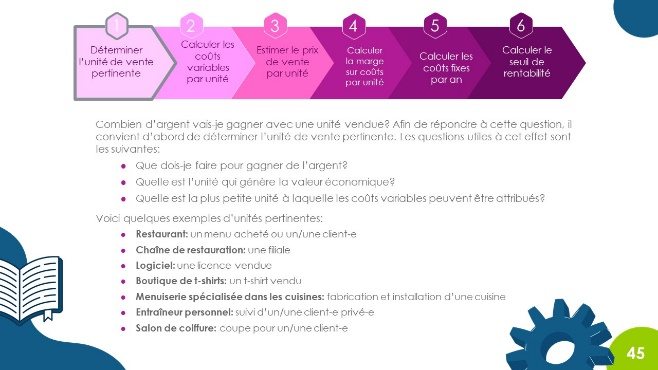 1
Déterminer
l'unité de vente
pertinente
2
Calculer les
coûts
variables
par unité
3
Estimer le prix
de vente
par unité
4
Calculer
la marge
sur coûts
par unité
5
Calculer les
coûts fixes
par an
6
Calculer le
seuil de
rentabilité
Combien d'argent vais-je gagner avec une unité vendue? Afin de répondre à cette question, il
convient d'abord de déterminer l'unité de vente pertinente. Les questions utiles à cet effet sont
les suivantes:
● Que dois-je faire pour gagner de l'argent?
● Quelle est l'unité qui génère la valeur économique?
● Quelle est la plus petite unité à laquelle les coûts variables peuvent être attribués?
Voici quelques exemples d'unités pertinentes:
● Restaurant: un menu acheté ou un/une client-e
● Chaîne de restauration: une filiale
● Logiciel: une licence vendue
● Boutique de t-shirts: un t-shirt vendu
● Menuiserie spécialisée dans les cuisines: fabrication et installation d'une cuisine
● Entraîneur personnel: suivi d'un/une client-e privé-e
● Salon de coiffure: coupe pour un/une client-e
45